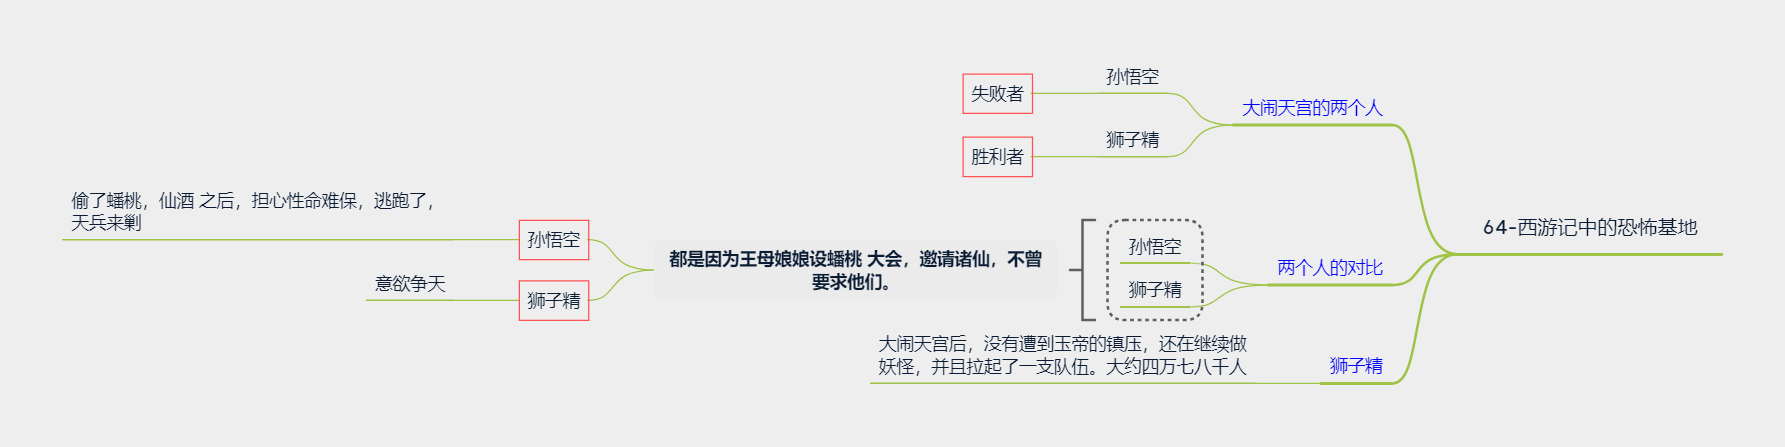 64-西游记中的恐怖基地
大闹天宫的两个人
孙悟空
失败者
狮子精
胜利者
两个人的对比
孙悟空
狮子精
都是因为王母娘娘设蟠桃 大会，邀请诸仙，不曾
要求他们。
孙悟空
偷了蟠桃，仙酒 之后，担心性命难保，逃跑了，
天兵来剿
狮子精
意欲争天
狮子精
大闹天宫后，没有遭到玉帝的镇压，还在继续做
妖怪，并且拉起了一支队伍。大约四万七八千人